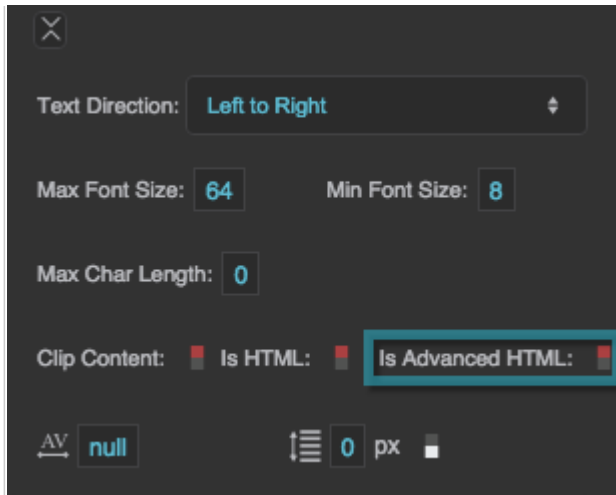 Text Direction: Left to Right
Max Font Size: 64 Min Font Size: 8
Max Char Length: 0
Clip Content: Is HTML: Is Advanced HTML:
AV null 0 px